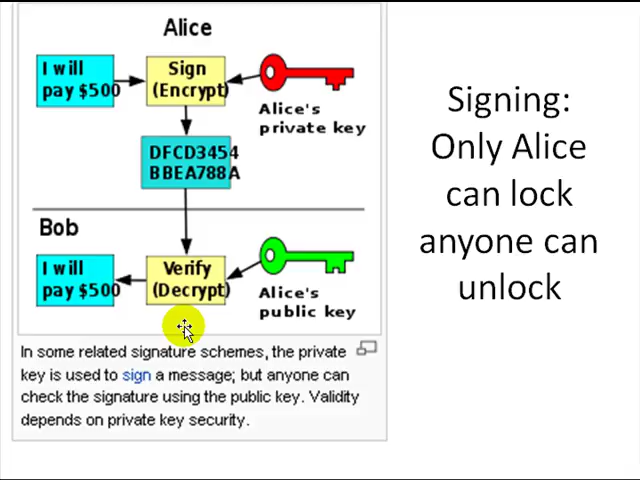 Alice
I will
pay $500
Sign
(Encrypt)
Alice's
private key
DFCD3454
BBEA788A
Bob
I will
pay $500
Verify
(Decrypt)
Alice's
public key
In some related signature schemes, the private
key is used to sign a message; but anyone can
check the signature using the public key. Validity
depends on private key security.
Signing:
Only Alice
can lock
anyone can
unlock